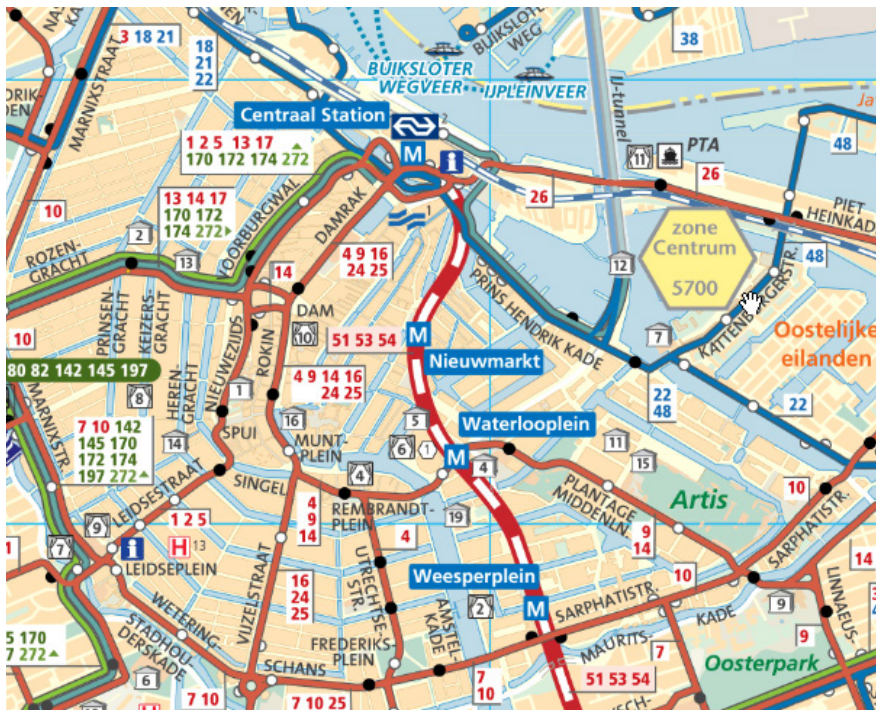 3 18 21
18
21
22
BUIKSLOTER
WEG
38
MARNIXSTRAAT
BUIKSLOTER
WEGVEER
IJPLEINVEER
IJ-tunnel
Centraal Station
2
M
i
PTA
11
48
1 2 5 13 17
170 172 174 272
26
26
10
13 14 17
170 172
174 272
VOORBURGWAL
DAMRAK
1
PIET
HEINKAD
2
ROZEN-
GRACHT
13
14
4 9 16
24 25
12
zone
Centrum
S700
48
PRINSEN-
GRACHT
KEIZERS-
GRACHT
DAM
10
PRINS HENDRIK KADE
7
KATTENBURGERSTR.
Oostelijke
eilanden
10
51 53 54
M
Nieuwmarkt
80 82 142 145 197
HEREN-
GRACHT
NIEUWEZIJDS
ROKIN
4 9 14 16
24 25
22
48
22
MARNIXSTR.
8
1
16
5
Waterlooplein
7 10 142
145 170
172 174
197 272
14
SPUI
MUNT-
PLEIN
6
1
M
4
11
15
SINGEL
4
REMBRANDT-
PLEIN
19
PLANTAGE
MIDDENLN.
Artis
10
SARPHATISTR.
LEIDSESTRAAT
9
7
1 2 5
4
9
14
4
9
14
14
i
H 13
LEIDSEPLEIN
UTRECHTSE-
STR.
Weesperplein
10
VIJZELSTRAAT
16
24
25
2
M
SARPHATISTR.
9
LINNAEUS-
WETERING-
STADHOU-
DERSKADE
FREDERIKS-
PLEIN
AMSTEL-
KADE
MAURITS-
KADE
9
5 170
7 272
6
SCHANS
7
10
7
Oosterpark
7 10
7 10 25
51 53 54